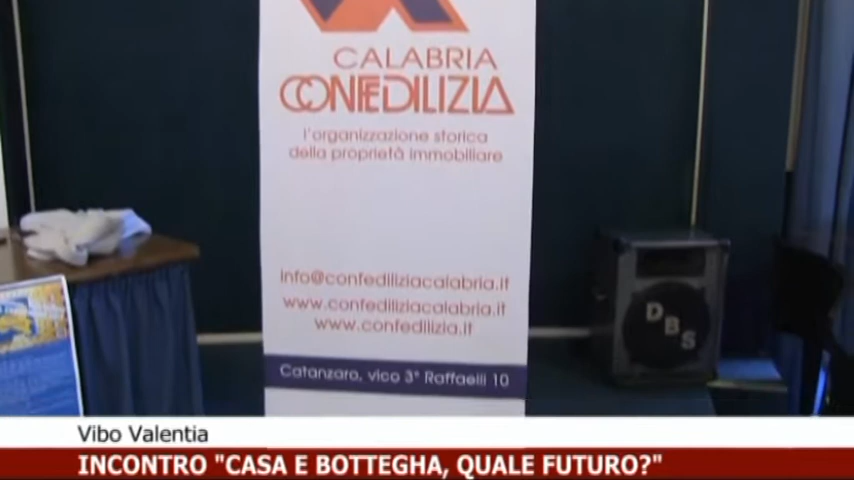 CALABRIA
CONFEDILIZIA
l'organizzazione storica
della proprietà immobiliare
info@confediliziacalabria.it
www.confediliziacalabria.it
www.confedilizia.it
Catanzaro, vico 3° Raffaelli 10
DBS
Vibo Valentia
INCONTRO "CASA E BOTTEGHA, QUALE FUTURO?"